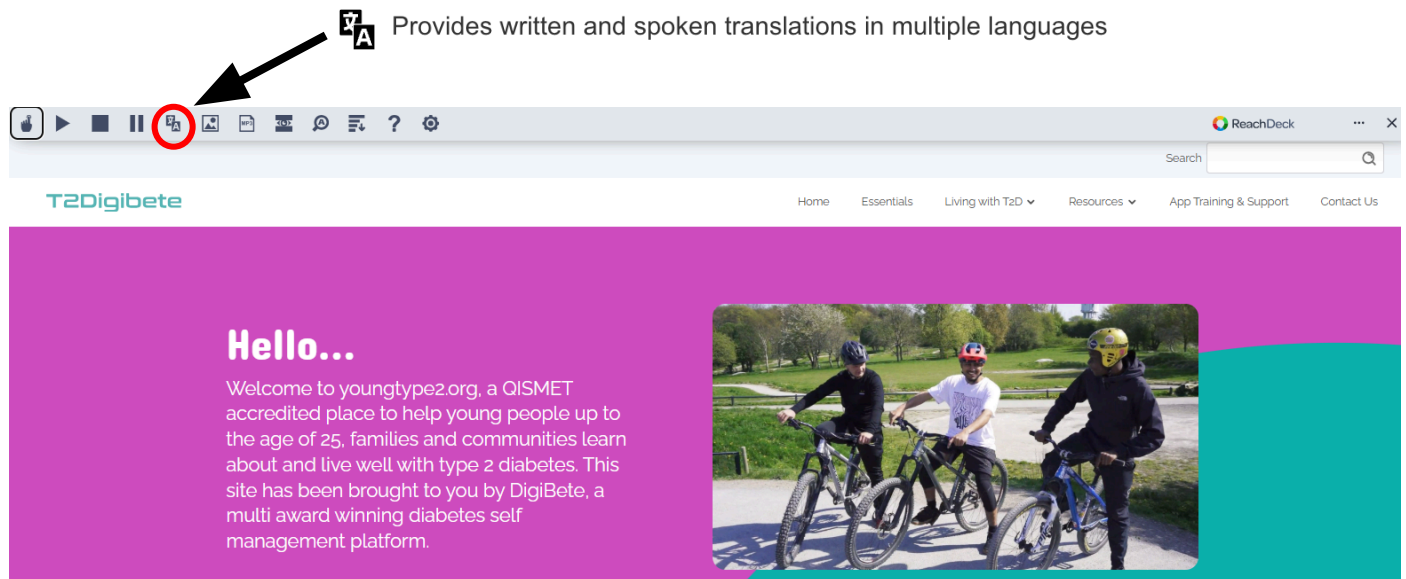 Provides written and spoken translations in multiple languages
ReachDeck
Search
T2Digibete
Home Essentials Living with T2D Resources App Training & Support Contact Us
Hello...
Welcome to youngtype2.org, a QISMET
accredited place to help young people up to
the age of 25, families and communities learn
about and live well with type 2 diabetes. This
site has been brought to you by DigiBete, a
multi award winning diabetes self
management platform.